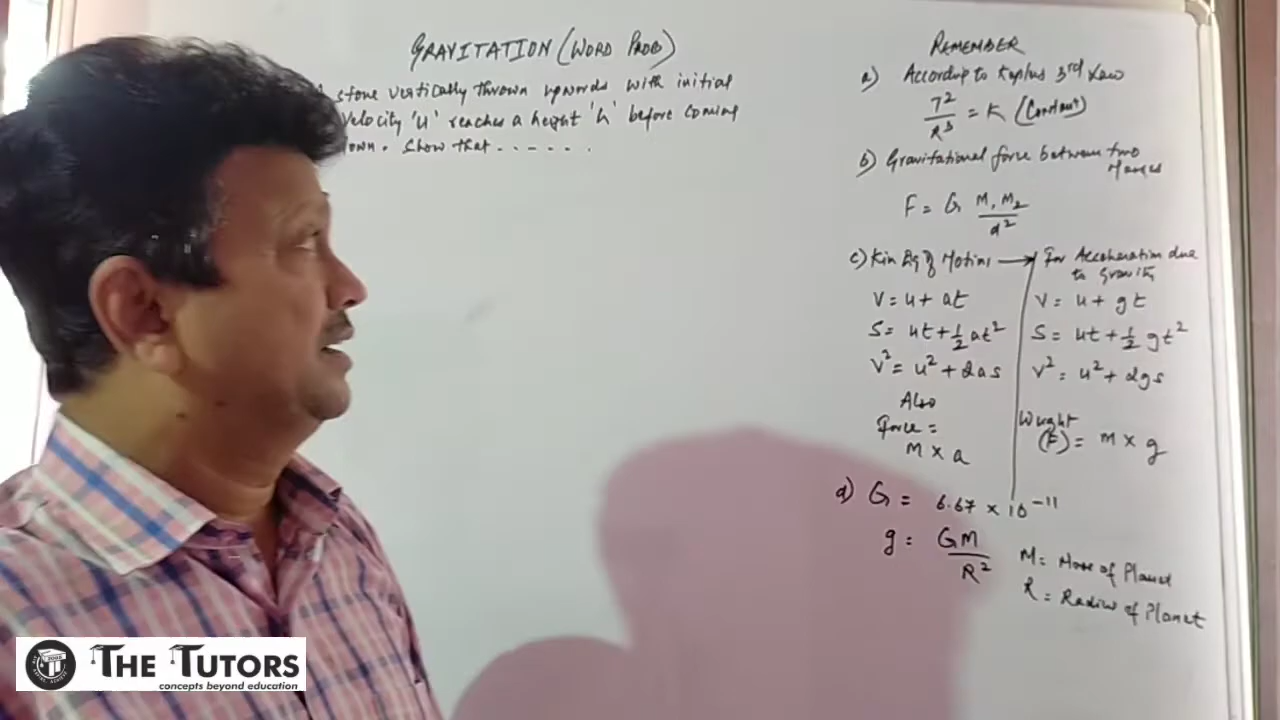 GRAVITATION (WORD PROB)
stone vertically thrown upwards with initial
Velocity 'u' reaches a height 'h' before coming
down. Show that . - - - . .
REMEMBER
a) According to Keplus 3rd Law
T²/R³ = K (Constant)
b) Gravitational force between two
Masses
F = G M₁ M₂/d²
c) Kin Eq of Motion → For Acceleration due
to Gravity
V = u + at V = u + gt
S = ut + ½ at² S = ut + ½ gt²
V² = u² + 2as V² = u² + 2gs
Also
Force = Weight
M × a (F) = m × g
d) G = 6.67 × 10⁻¹¹
g = GM/R²
M = Mass of Planet
R = Radius of Planet
THE TUTORS
concepts beyond education